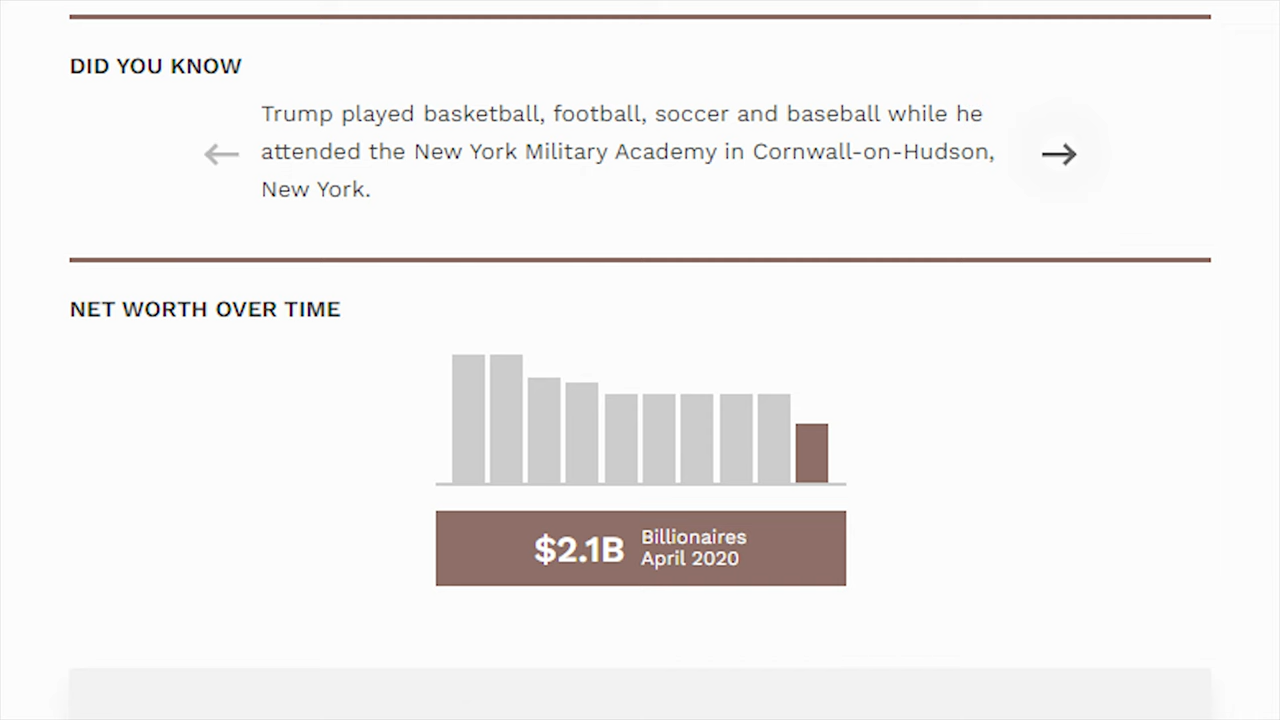 DID YOU KNOW
Trump played basketball, football, soccer and baseball while he
attended the New York Military Academy in Cornwall-on-Hudson,
New York.
NET WORTH OVER TIME
$2.1B
Billionaires
April 2020